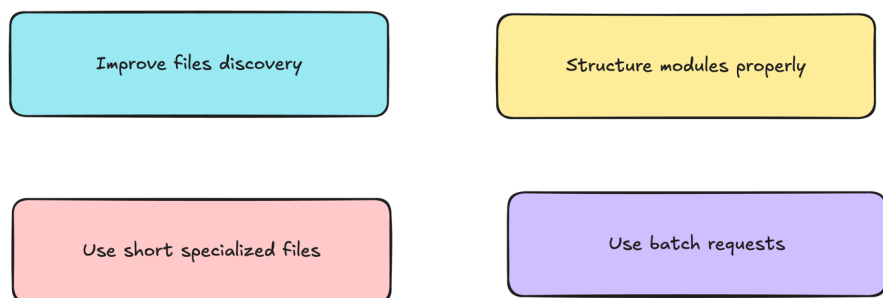 Improve files discovery
Structure modules properly
Use short specialized files
Use batch requests